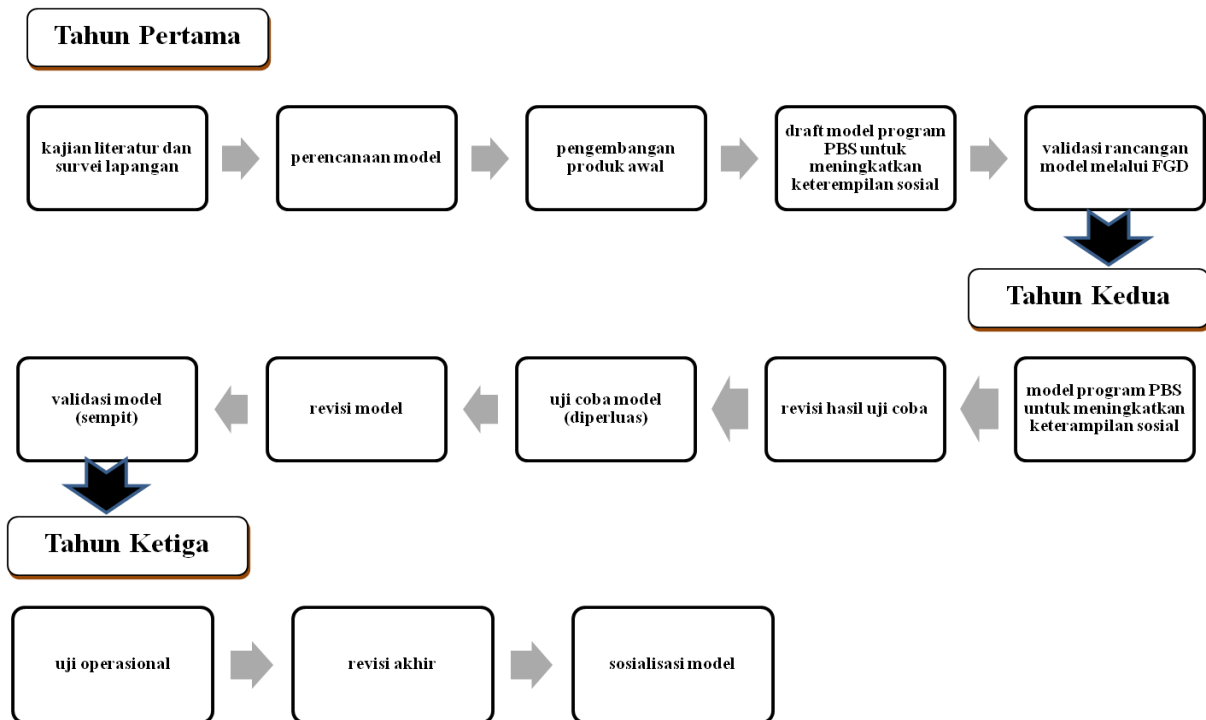 Tahun Pertama
kajian literatur dan
survei lapangan
perencanaan model
pengembangan
produk awal
draft model program
PBS untuk
meningkatkan
keterempilan sosial
validasi rancangan
model melalui FGD
Tahun Kedua
model program PBS
untuk meningkatkan
keterampilan sosial
revisi hasil uji coba
uji coba model
(diperluas)
revisi model
validasi model
(sempit)
Tahun Ketiga
uji operasional
revisi akhir
sosialisasi model